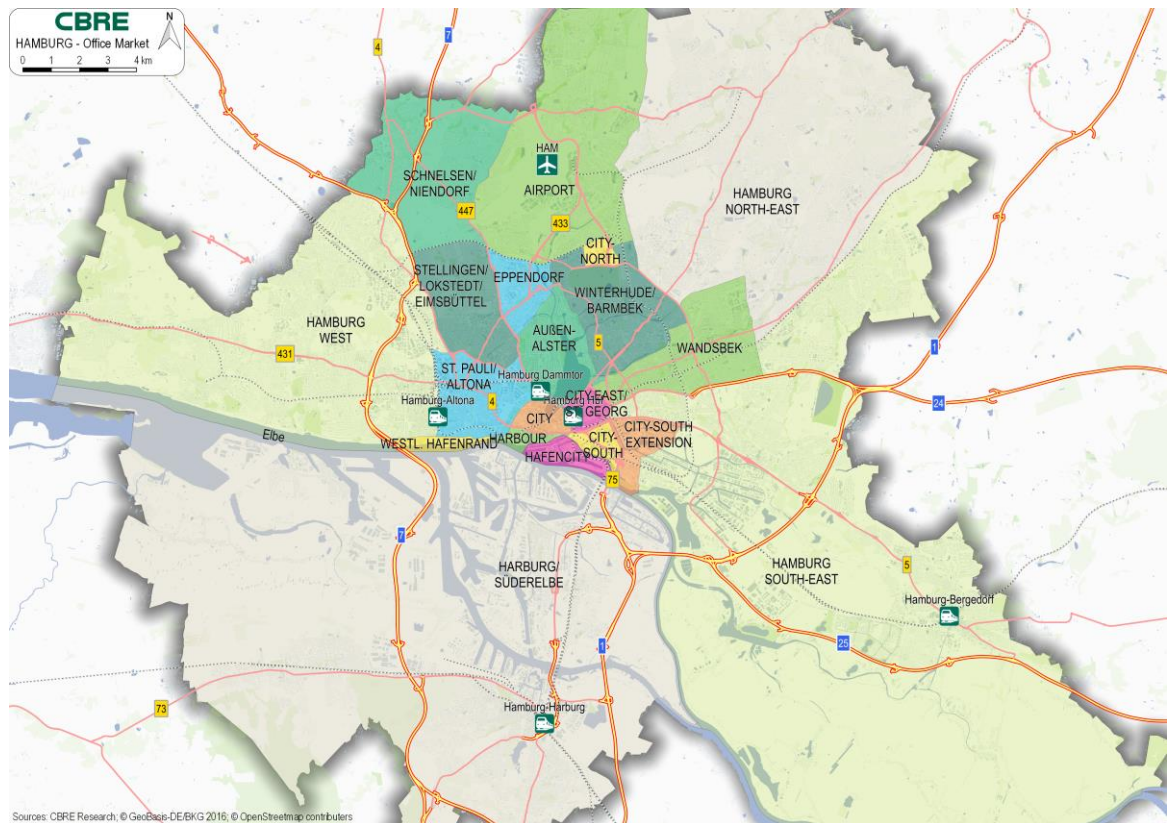 CBRE
HAMBURG - Office Market
N
0 1 2 3 4 km
4
7
HAM
SCHNELSEN/
NIENDORF
AIRPORT
447
433
HAMBURG
NORTH-EAST
CITY-
NORTH
STELLINGEN/
LOKSTEDT/
EIMSBÜTTEL
EPPENDORF
WINTERHUDE/
BARMBEK
HAMBURG
WEST
431
AUßEN-
ALSTER
5
WANDSBEK
1
24
ST. PAULI/
ALTONA
Hamburg Dammtor
Hamburg-Altona
4
CITY-EAST/
GEORG
Hamburg Hbf
CITY
CITY-SOUTH
EXTENSION
Elbe
WESTL. HAFENRAND
HARBOUR
CITY-
SOUTH
HAFENCITY
75
7
HARBURG/
SÜDERELBE
HAMBURG
SOUTH-EAST
5
Hamburg-Bergedorf
1
25
73
Hamburg-Harburg
Sources: CBRE Research; © GeoBasis-DE/BKG 2016; © OpenStreetmap contributers